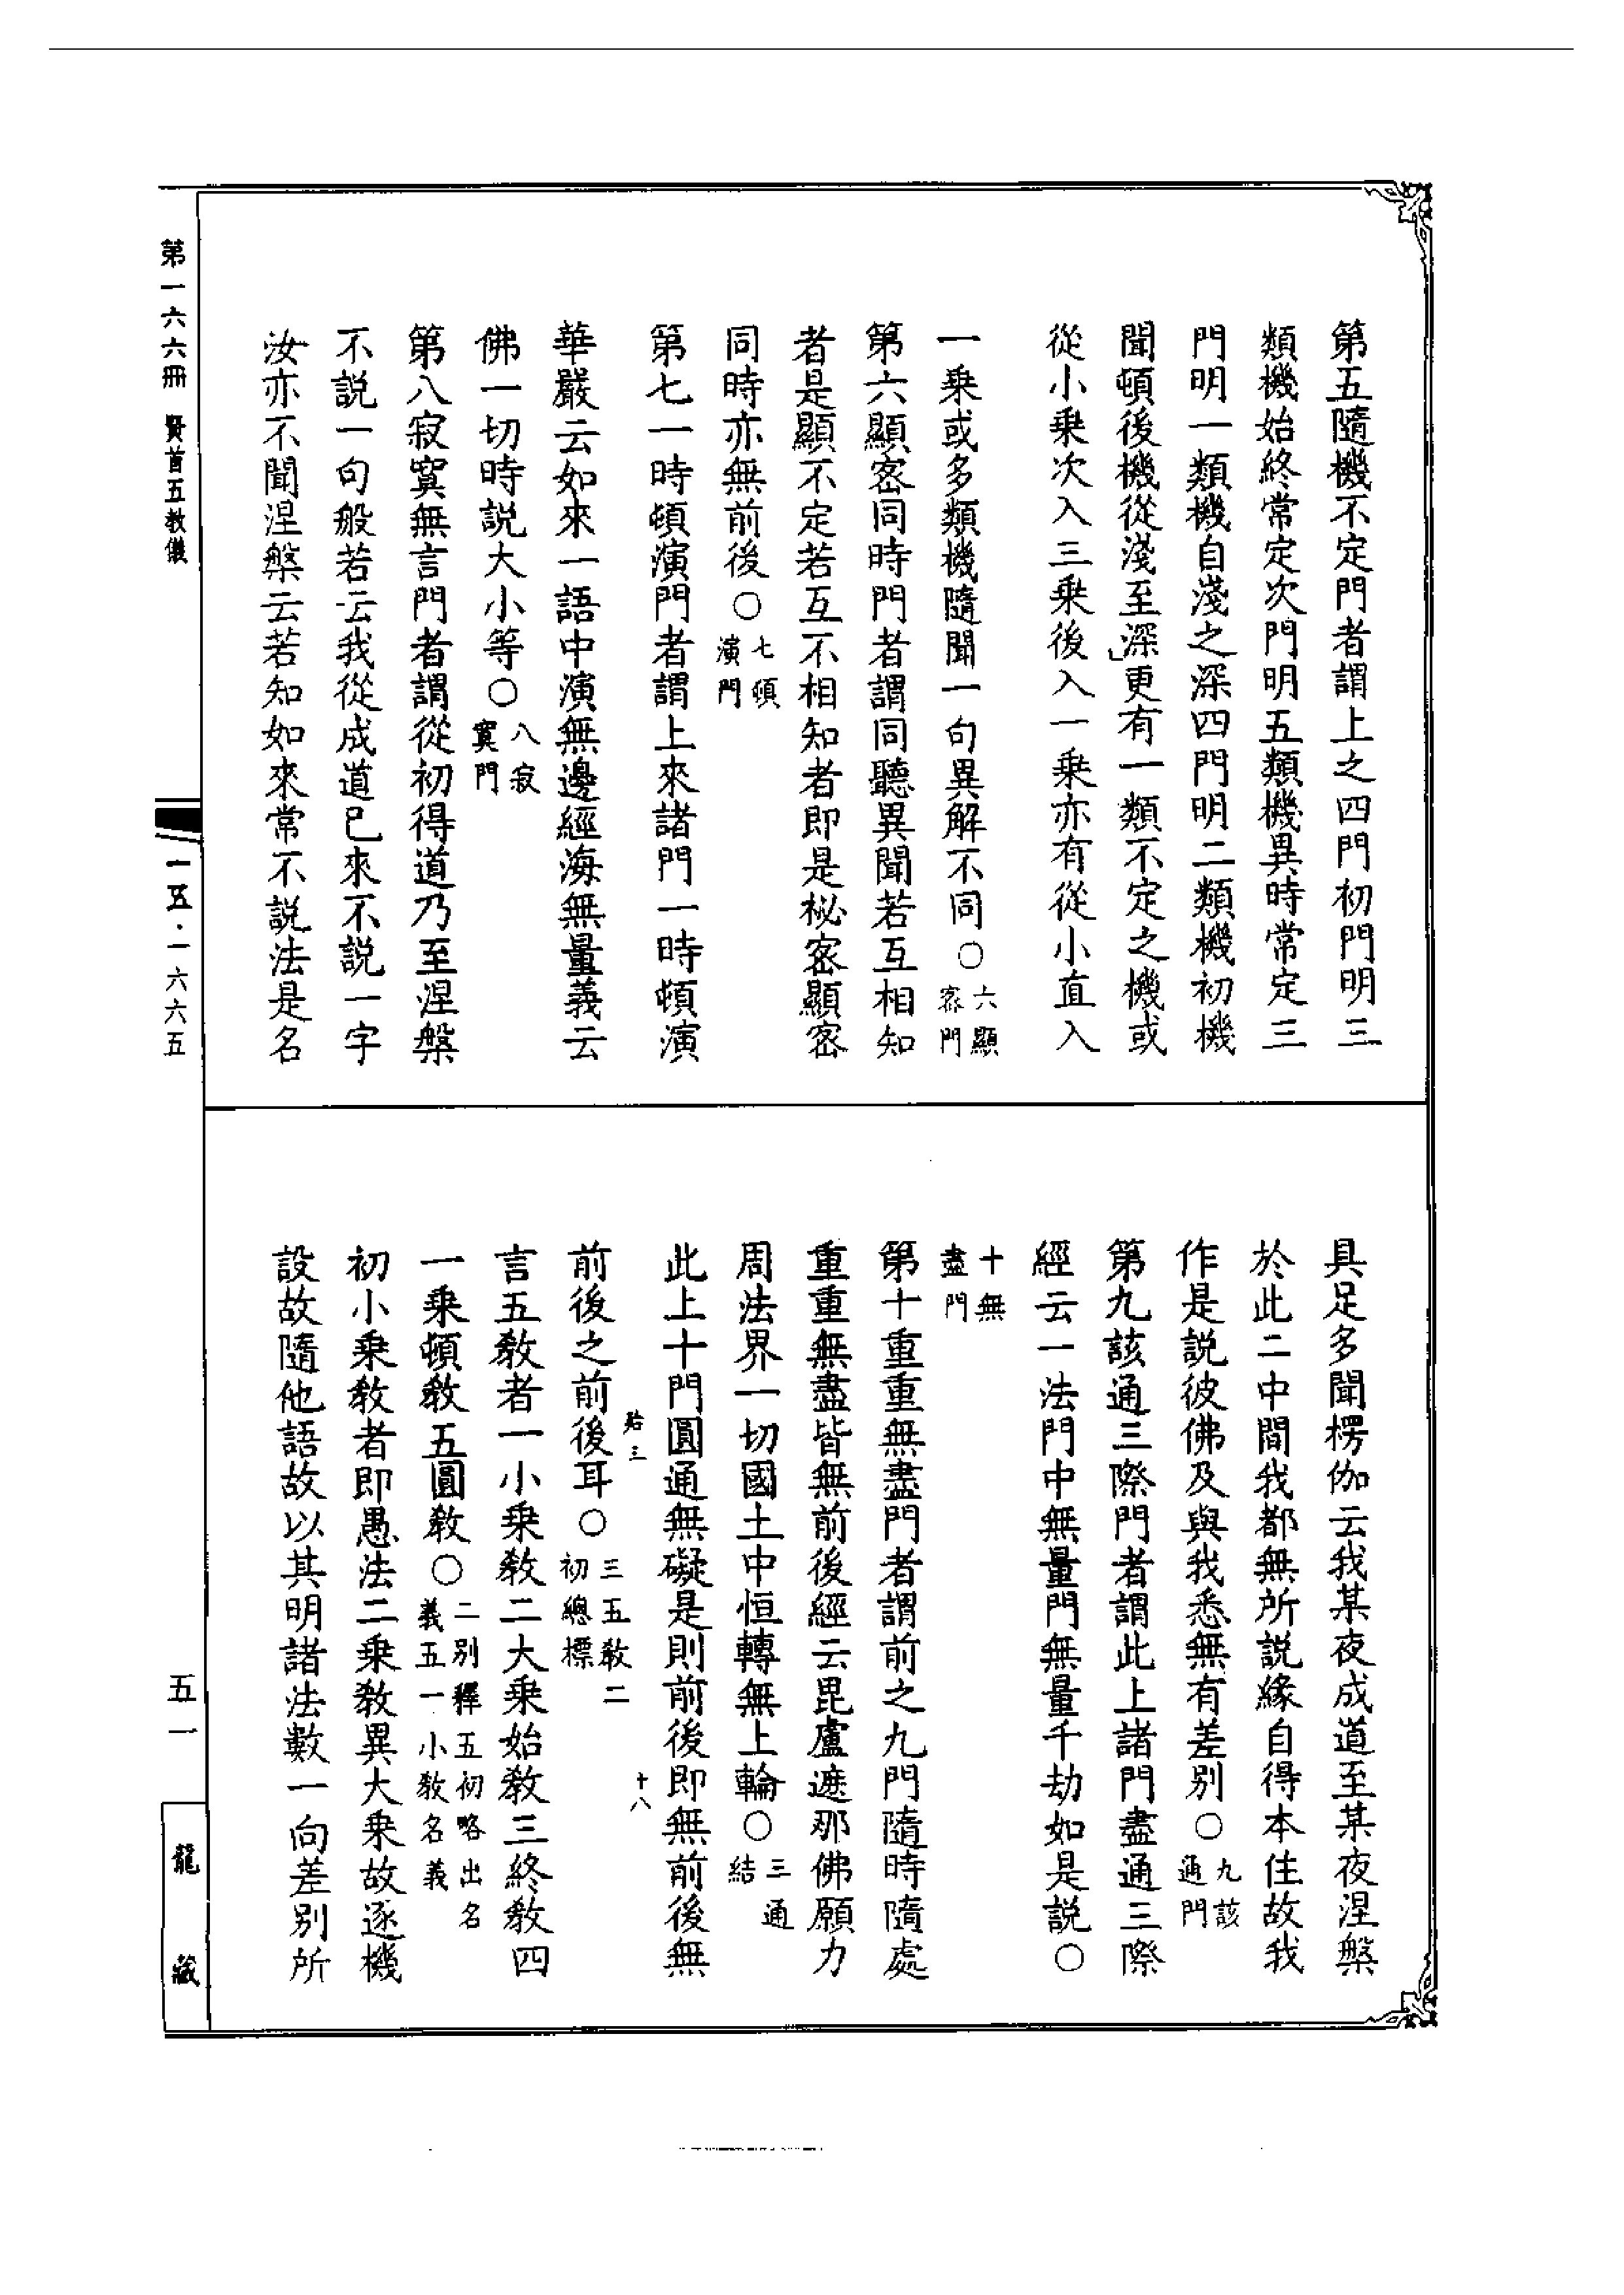 第五隨機不定門者謂上之四門初門明三
類機始終常定次門明五類機異時常定三
門明一類機自淺之深四門明二類機初機
聞頓後機從淺至深更有一類不定之機或
從小乘次入三乘後入一乘亦有從小直入
一乘或多類機隨聞一句異解不同○六顯密門
第六顯密同時門者謂同聽異聞若互相知
者是顯不定若互不相知者即是祕密顯密
同時亦無前後○七頓演門
第七一時頓演門者謂上來諸門一時頓演
華嚴云如來一語中演無邊經海無量義云
佛一切時説大小等○八寂寞門
第八寂寞無言門者謂從初得道乃至涅槃
不説一句般若云我從成道已來不説一字
汝亦不聞涅槃云若知如來常不説法是名
具足多聞楞伽云我某夜成道至某夜涅槃
於此二中間我都無所説緣自得本住故我
作是説彼佛及與我悉無有差別○九該通門
第九該通三際門者謂此上諸門盡通三際
經云一法門中無量門無量千劫如是説○
十無盡門
第十重重無盡門者謂前之九門隨時隨處
重重無盡皆無前後經云毘盧遮那佛願力
周法界一切國土中恒轉無上輪○三通結
此上十門圓通無礙是則前後即無前後無
三 十八
前後之前後耳○三五教二初總標
言五教者一小乘教二大乘始教三終教四
一乘頓教五圓教○二別釋五初略出名義五一小教名義
初小乘教者即愚法二乘教異大乘故逐機
設故隨他語故以其明諸法數一向差別所
第一六六冊 賢首五教儀
一五·一六六五
五一
龍藏